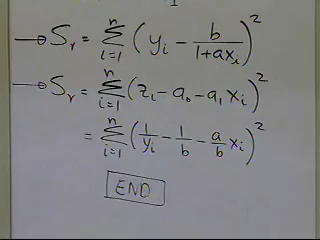 → S_r = Σ_{i=1}^{n} (y_i − b/(1+ax_i))²
→ S_r = Σ_{i=1}^{n} (z_i − a_0 − a_1 x_i)²
= Σ_{i=1}^{n} (1/y_i − 1/b − a/b x_i)²
END